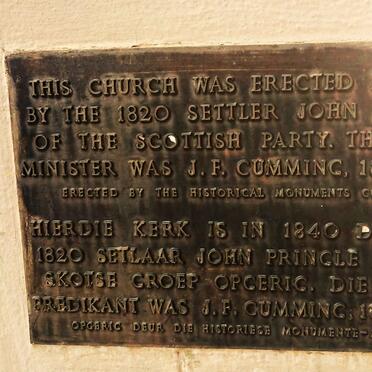 THIS CHURCH WAS ERECTED
BY THE 1820 SETTLER JOHN
OF THE SCOTTISH PARTY. TH
MINISTER WAS J. F. CUMMING, 18
ERECTED BY THE HISTORICAL MONUMENTS C
HIERDIE KERK IS IN 1840 D
1820 SETLAAR JOHN PRINGLE
SKOTSE GROEP OPGERIG. DIE
PREDIKANT WAS J. F. CUMMING; 18
OPGERIG DEUR DIE HISTORIESE MONUMENTE-